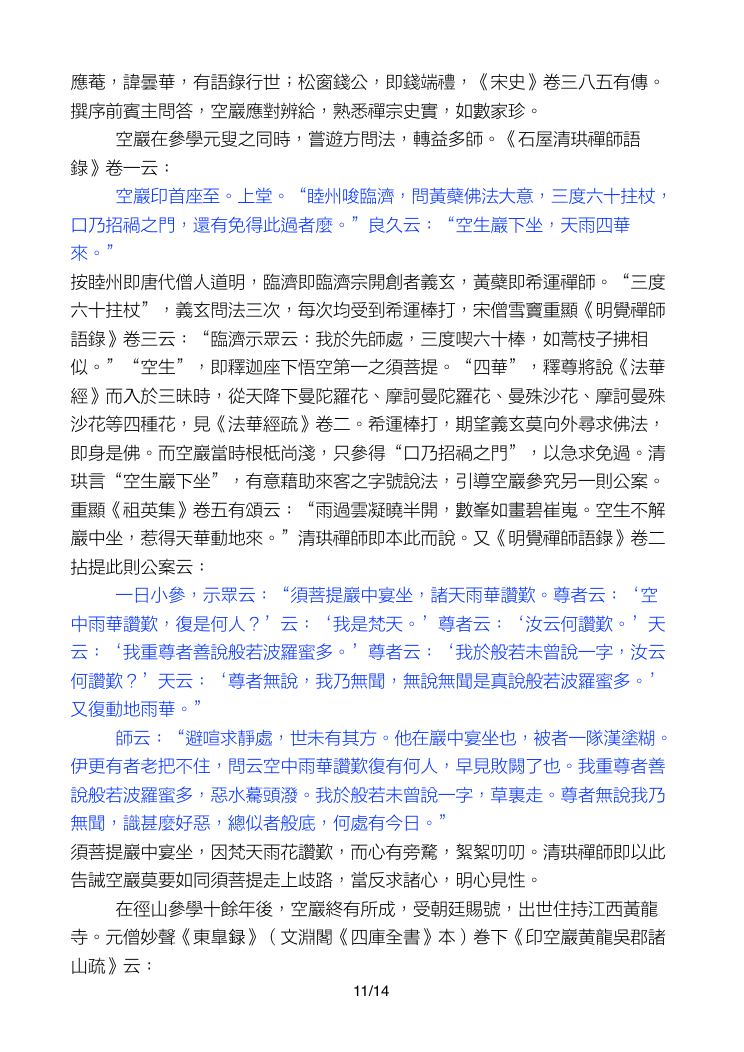 應菴，諱曇華，有語錄行世；松窗錢公，即錢端禮，《宋史》卷三八五有傳。
撰序前賓主問答，空巖應對辨給，熟悉禪宗史實，如數家珍。
空巖在參學元叟之同時，嘗遊方問法，轉益多師。《石屋清珙禪師語
錄》卷一云：
空巖印首座至。上堂。“睦州唆臨濟，問黃蘗佛法大意，三度六十拄杖，
口乃招禍之門，還有免得此過者麼。”良久云：“空生巖下坐，天雨四華
來。”
按睦州即唐代僧人道明，臨濟即臨濟宗開創者義玄，黃蘗即希運禪師。“三度
六十拄杖”，義玄問法三次，每次均受到希運棒打，宋僧雪竇重顯《明覺禪師
語錄》卷三云：“臨濟示眾云：我於先師處，三度喫六十棒，如蒿枝子拂相
似。”“空生”，即釋迦座下悟空第一之須菩提。“四華”，釋尊將說《法華
經》而入於三昧時，從天降下曼陀羅花、摩訶曼陀羅花、曼殊沙花、摩訶曼殊
沙花等四種花，見《法華經疏》卷二。希運棒打，期望義玄莫向外尋求佛法，
即身是佛。而空巖當時根柢尚淺，只參得“口乃招禍之門”，以急求免過。清
珙言“空生巖下坐”，有意藉助來客之字號說法，引導空巖參究另一則公案。
重顯《祖英集》卷五有頌云：“雨過雲凝曉半開，數峯如畫碧崔嵬。空生不解
巖中坐，惹得天華動地來。”清珙禪師即本此而說。又《明覺禪師語錄》卷二
拈提此則公案云：
一日小參，示眾云：“須菩提巖中宴坐，諸天雨華讚歎。尊者云：‘空
中雨華讚歎，復是何人？’云：‘我是梵天。’尊者云：‘汝云何讚歎。’天
云：‘我重尊者善說般若波羅蜜多。’尊者云：‘我於般若未曾說一字，汝云
何讚歎？’天云：‘尊者無說，我乃無聞，無說無聞是真說般若波羅蜜多。’
又復動地雨華。”
師云：“避喧求靜處，世未有其方。他在巖中宴坐也，被者一隊漢塗糊。
伊更有者老把不住，問云空中雨華讚歎復有何人，早見敗闕了也。我重尊者善
說般若波羅蜜多，惡水驀頭潑。我於般若未曾說一字，草裏走。尊者無說我乃
無聞，識甚麼好惡，總似者般底，何處有今日。”
須菩提巖中宴坐，因梵天雨花讚歎，而心有旁騖，絮絮叨叨。清珙禪師即以此
告誡空巖莫要如同須菩提走上歧路，當反求諸心，明心見性。
在徑山參學十餘年後，空巖終有所成，受朝廷賜號，出世住持江西黃龍
寺。元僧妙聲《東臯録》（文淵閣《四庫全書》本）卷下《印空巖黃龍吳郡諸
山疏》云：
11/14